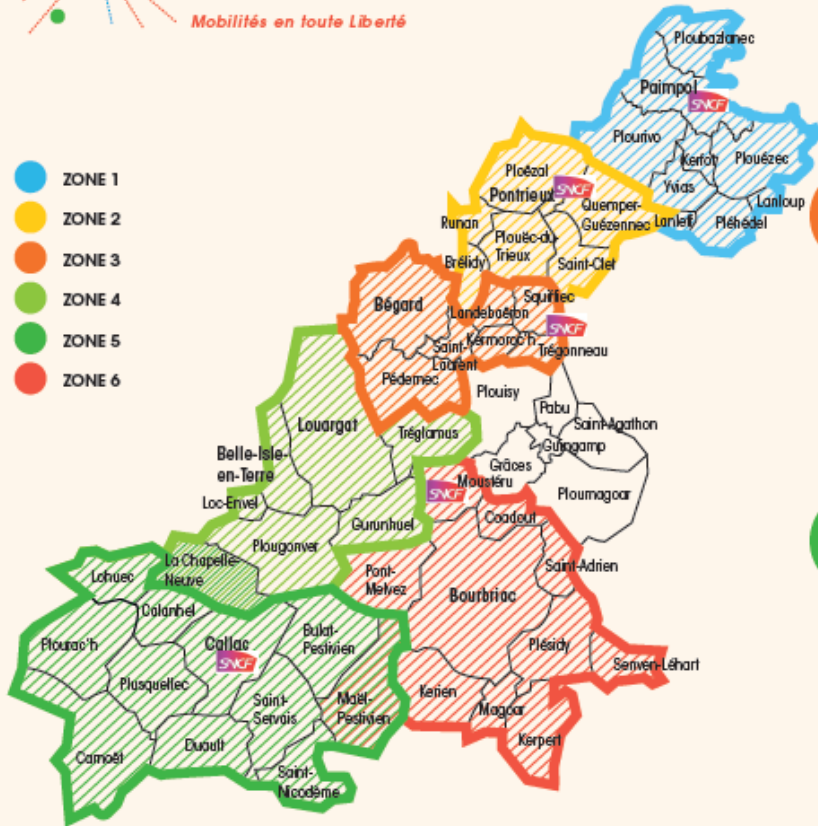 Mobilités en toute Liberté
ZONE 1
ZONE 2
ZONE 3
ZONE 4
ZONE 5
ZONE 6
Ploubazlanec
Paimpol
SNCF
Plourivo
Kerfot
Plouëzec
Yvias
Lanloup
Lanleff
Pléhédel
Ploëzal
Pontrieux
SNCF
Quemper-
Guézennec
Runan
Plouëc-du-
Trieux
Brélidy
Saint-Clet
Bégard
Squiffiec
Landebaëron
SNCF
Kermoroc'h
Saint-
Laurent
Trégonneau
Pédernec
Plouisy
Pabu
Saint-Agathon
Guingamp
Grâces
Ploumagoar
Louargat
Tréglamus
Belle-Isle-
en-Terre
Loc-Envel
Gurunhuel
Plougonver
La Chapelle-
Neuve
Moustéru
SNCF
Coadout
Saint-Adrien
Pont-
Melvez
Bourbriac
Plésidy
Senven-Léhart
Kerien
Magoar
Kerpert
Lohuec
Calanhel
Plourac'h
Callac
SNCF
Bulat-
Pestivien
Plusquellec
Maël-
Pestivien
Saint-
Servais
Carnoët
Duault
Saint-
Nicodème